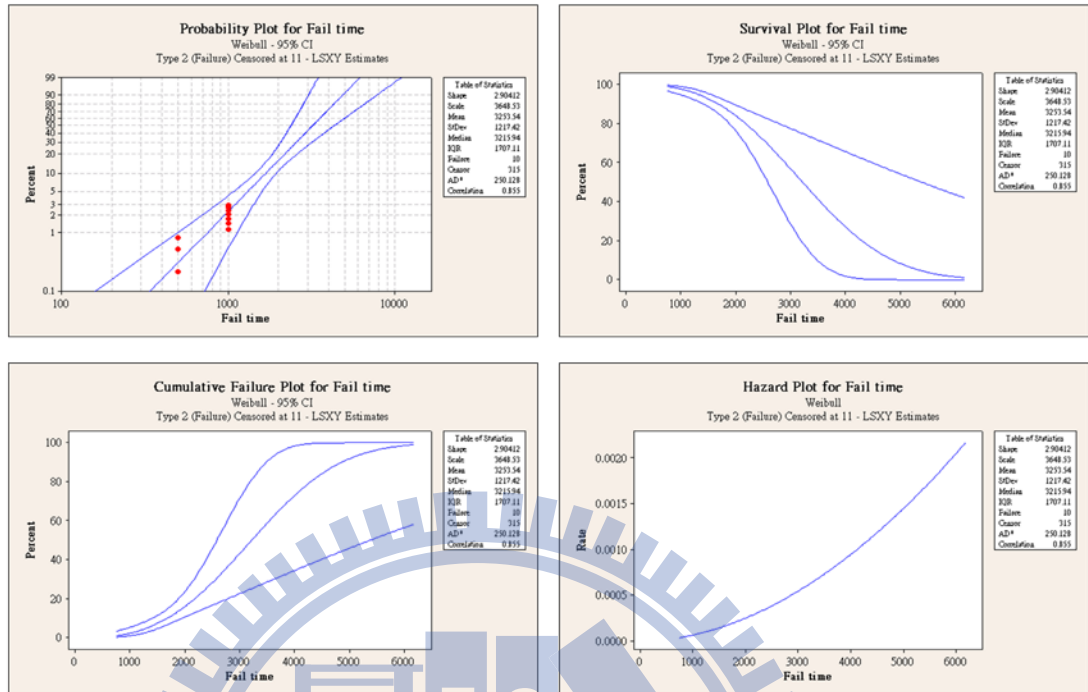 Probability Plot for Fail time
Weibull - 95% CI
Type 2 (Failure) Censored at 11 - LSXY Estimates
Percent
99
90
80
70
60
50
40
30
20
10
5
3
2
1
0.1
100
1000
10000
Fail time
Table of Statistics
Shape 2.90412
Scale 3648.53
Mean 3253.54
StDev 1217.42
Median 3215.94
IQR 1707.11
Failure 10
Censor 315
AD* 250.128
Correlation 0.855
Survival Plot for Fail time
Weibull - 95% CI
Type 2 (Failure) Censored at 11 - LSXY Estimates
Percent
100
80
60
40
20
0
0
1000
2000
3000
4000
5000
6000
Fail time
Table of Statistics
Shape 2.90412
Scale 3648.53
Mean 3253.54
StDev 1217.42
Median 3215.94
IQR 1707.11
Failure 10
Censor 315
AD* 250.128
Correlation 0.855
Cumulative Failure Plot for Fail time
Weibull - 95% CI
Type 2 (Failure) Censored at 11 - LSXY Estimates
Percent
100
80
60
40
20
0
0
1000
2000
3000
4000
5000
6000
Fail time
Table of Statistics
Shape 2.90412
Scale 3648.53
Mean 3253.54
StDev 1217.42
Median 3215.94
IQR 1707.11
Failure 10
Censor 315
AD* 250.128
Correlation 0.855
Hazard Plot for Fail time
Weibull
Type 2 (Failure) Censored at 11 - LSXY Estimates
Rate
0.0020
0.0015
0.0010
0.0005
0.0000
0
1000
2000
3000
4000
5000
6000
Fail time
Table of Statistics
Shape 2.90412
Scale 3648.53
Mean 3253.54
StDev 1217.42
Median 3215.94
IQR 1707.11
Failure 10
Censor 315
AD* 250.128
Correlation 0.855